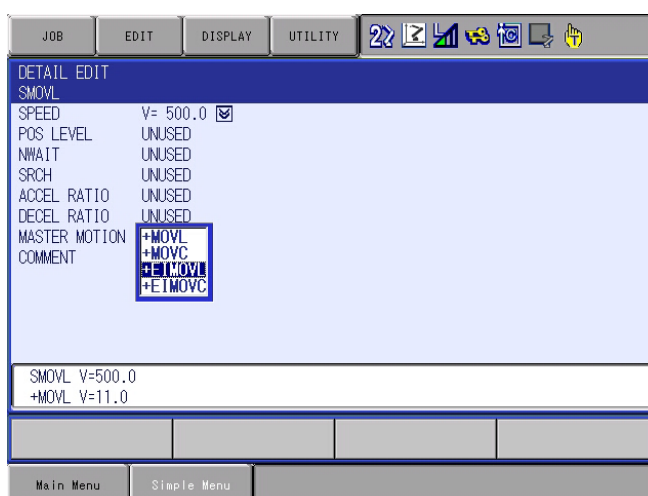 JOB EDIT DISPLAY UTILITY
DETAIL EDIT
SMOVL
SPEED V= 500.0
POS LEVEL UNUSED
NWAIT UNUSED
SRCH UNUSED
ACCEL RATIO UNUSED
DECEL RATIO UNUSED
MASTER MOTION +MOVL
COMMENT +MOVC
+EIMOVL
+EIMOVC
SMOVL V=500.0
+MOVL V=11.0
Main Menu Simple Menu